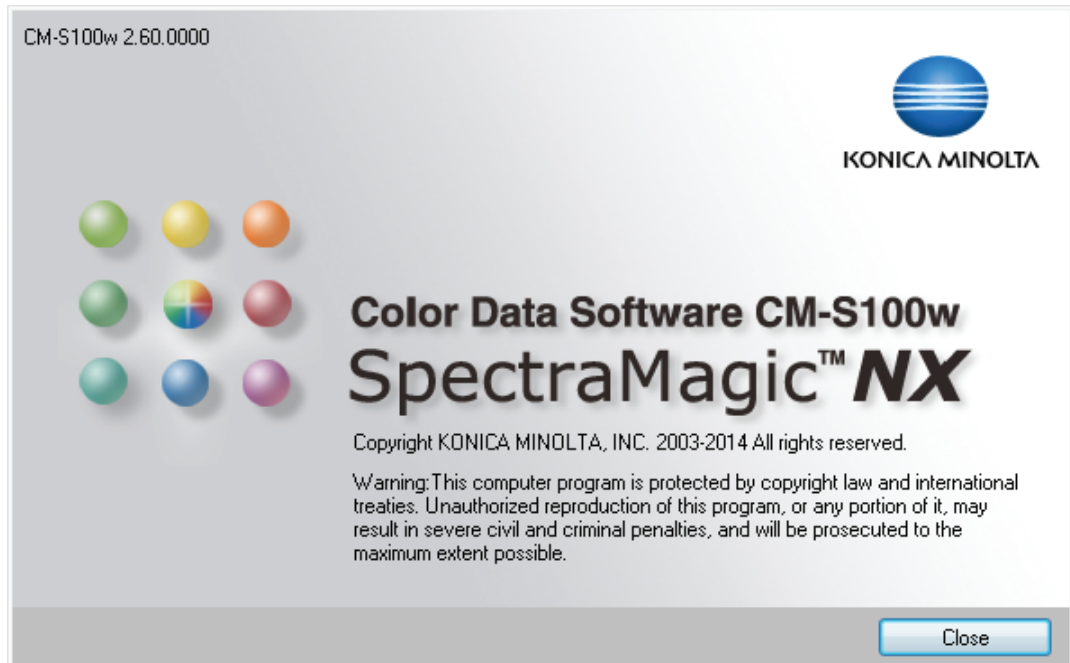 CM-S100w 2.60.0000
KONICA MINOLTA
Color Data Software CM-S100w
SpectraMagic™ NX
Copyright KONICA MINOLTA, INC. 2003-2014 All rights reserved.
Warning:This computer program is protected by copyright law and international
treaties. Unauthorized reproduction of this program, or any portion of it, may
result in severe civil and criminal penalties, and will be prosecuted to the
maximum extent possible.
Close